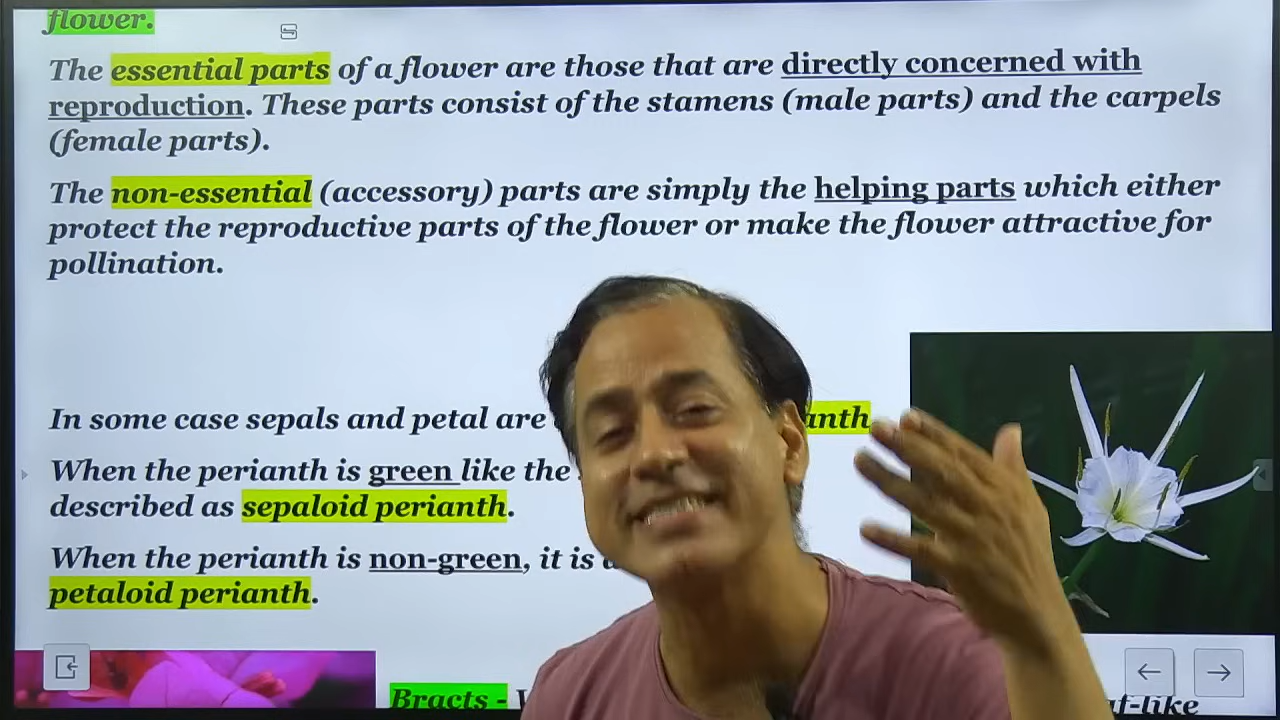 flower.
The essential parts of a flower are those that are directly concerned with
reproduction. These parts consist of the stamens (male parts) and the carpels
(female parts).
The non-essential (accessory) parts are simply the helping parts which either
protect the reproductive parts of the flower or make the flower attractive for
pollination.
In some case sepals and petal are anth
When the perianth is green like the
described as sepaloid perianth.
When the perianth is non-green, it is
petaloid perianth.
Bracts - f-like